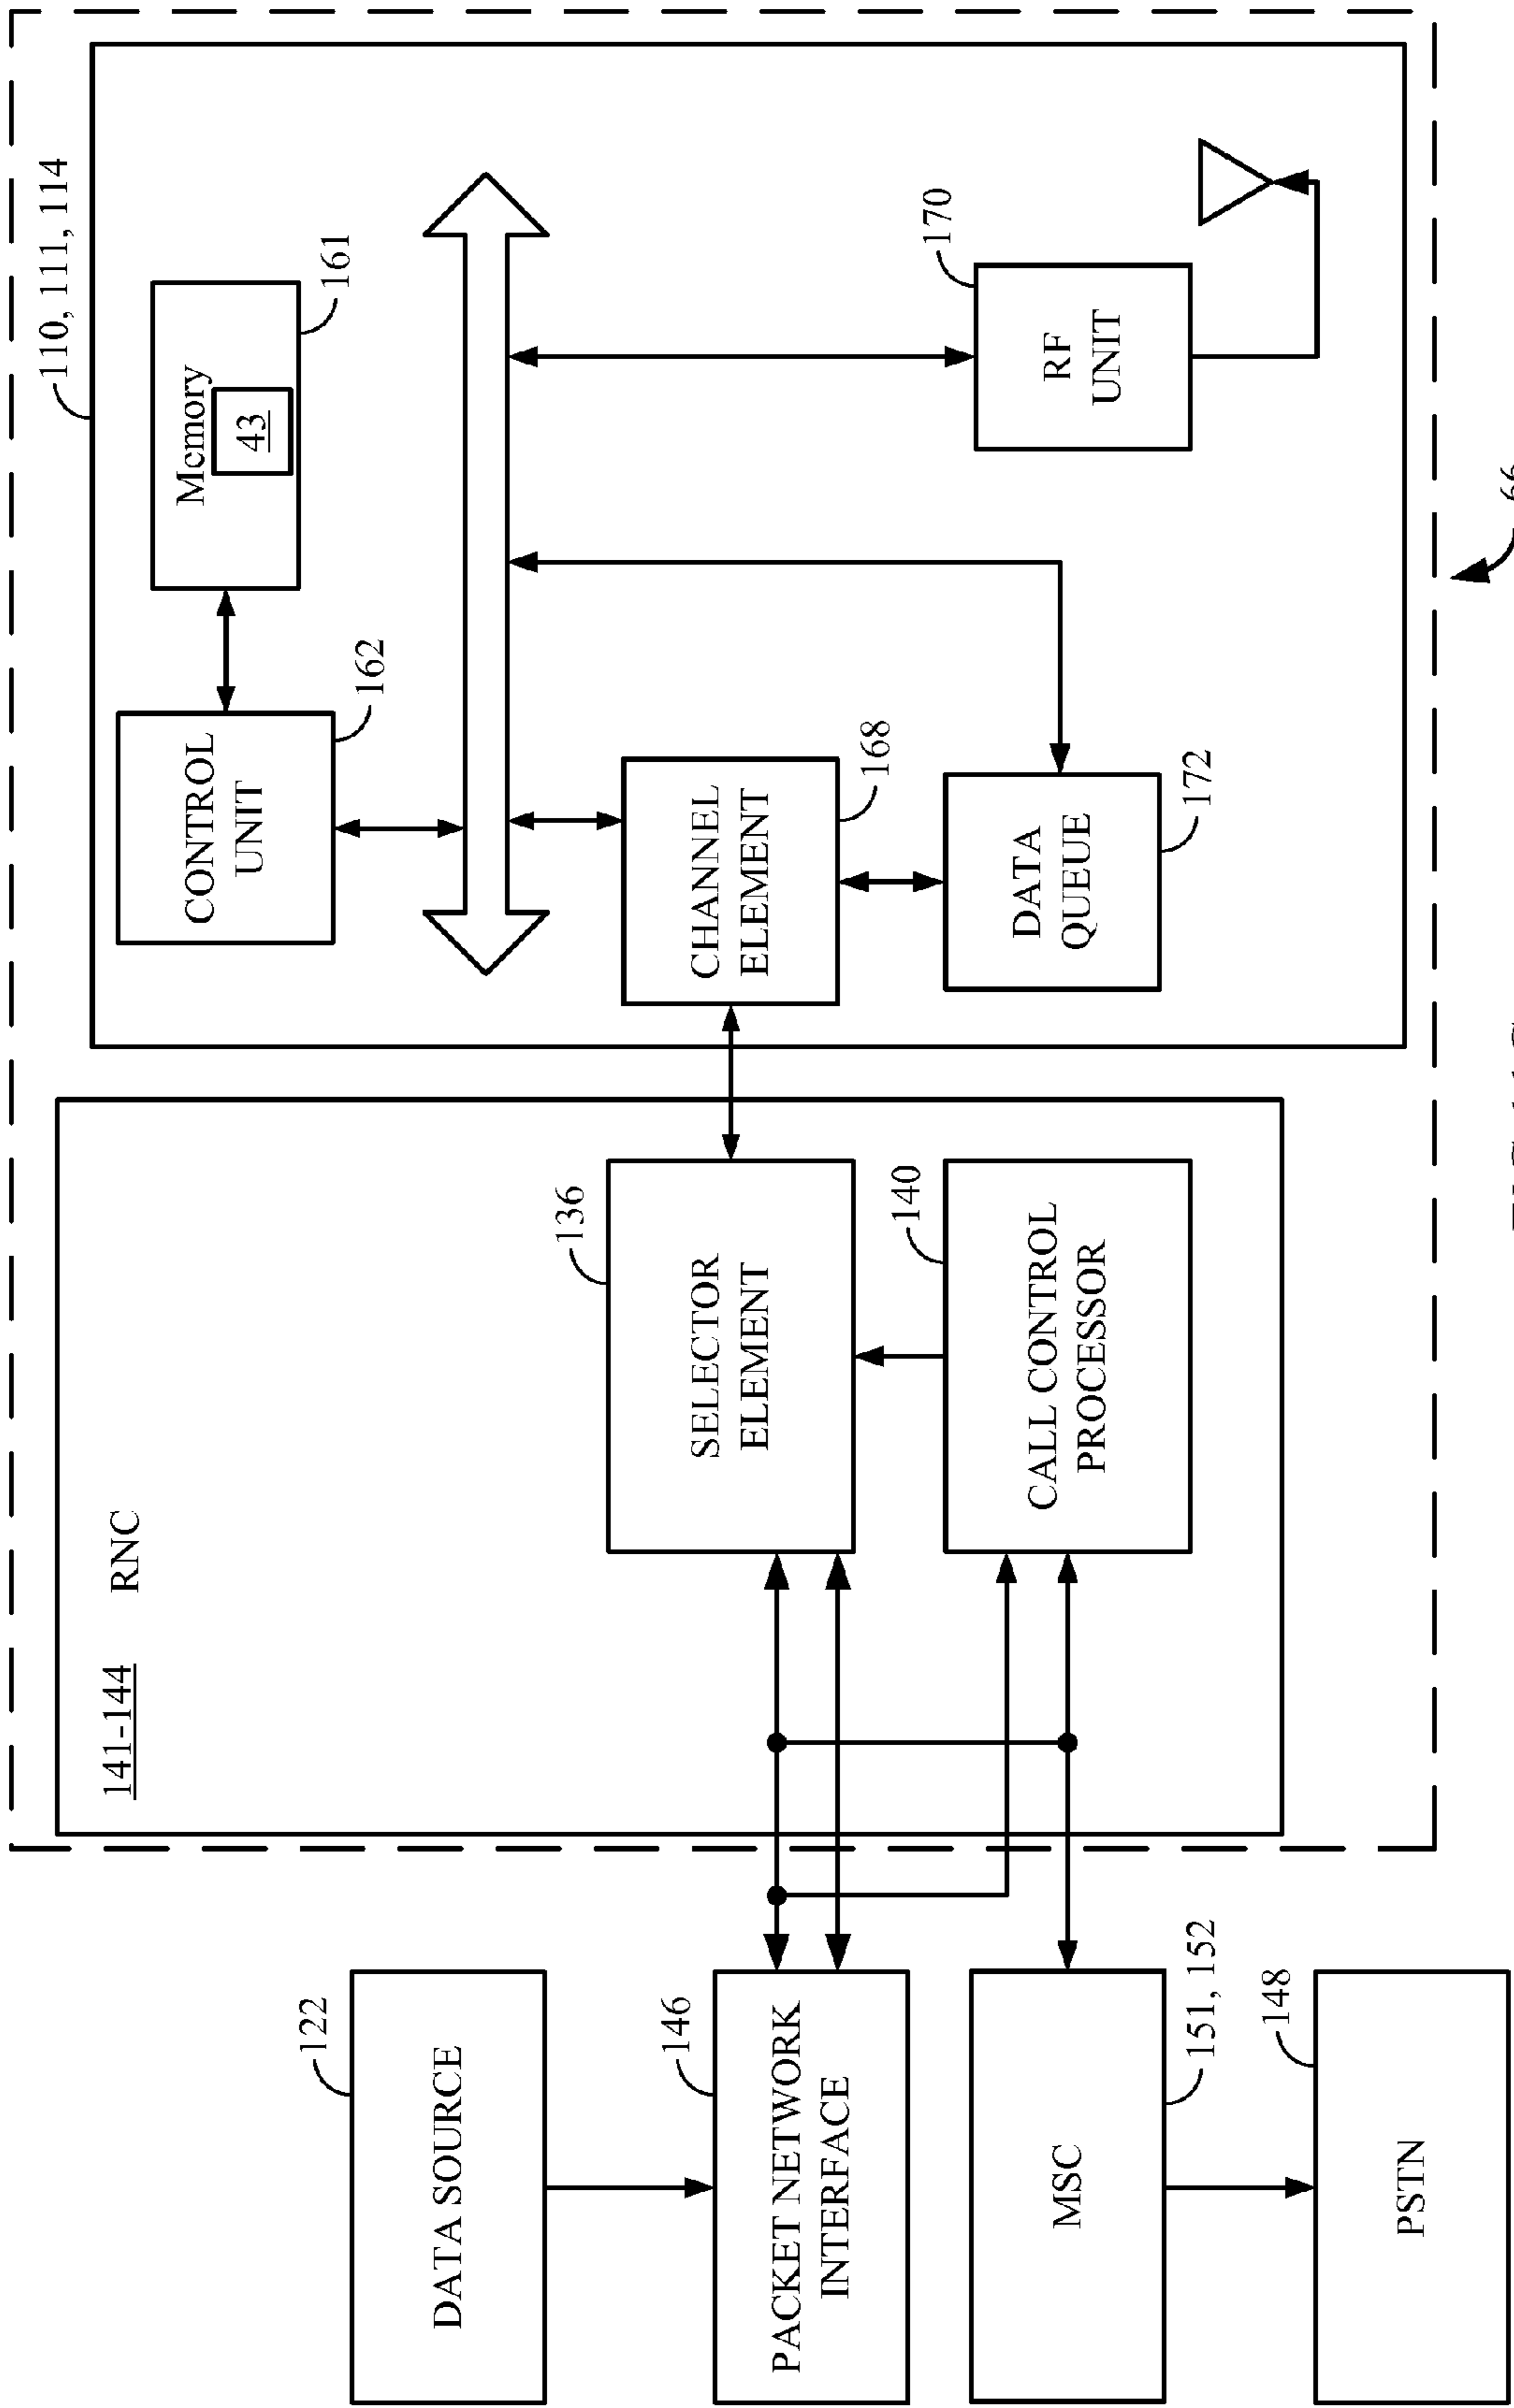 110, 111, 114
141-144
RNC
DATA SOURCE
122
PACKET NETWORK
INTERFACE
146
MSC
151, 152
PSTN
148
SELECTOR
ELEMENT
136
CALL CONTROL
PROCESSOR
140
CONTROL
UNIT
162
Memory
43
161
CHANNEL
ELEMENT
168
DATA
QUEUE
172
RF
UNIT
170